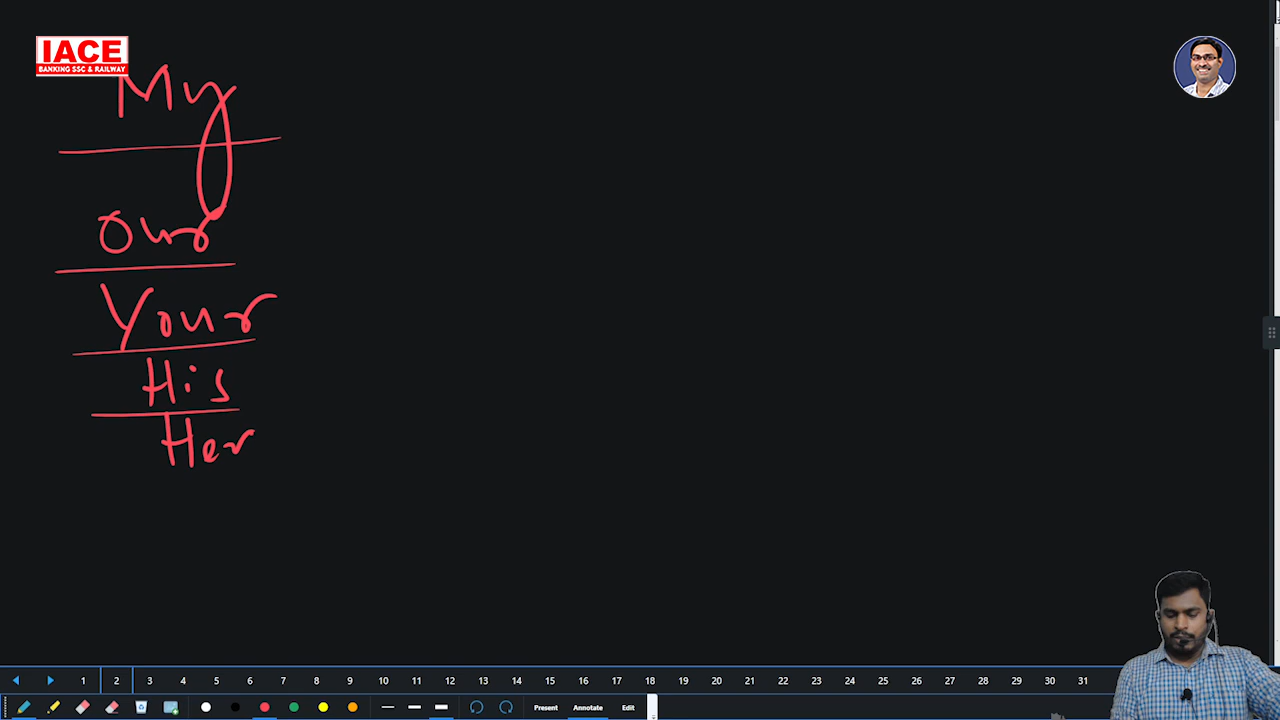 IACE
BANKING SSC & RAILWAY
My
Our
Your
His
Her
1 2 3 4 5 6 7 8 9 10 11 12 13 14 15 16 17 18 19 20 21 22 23 24 25 26 27 28 29 30 31
Present Annotate Edit